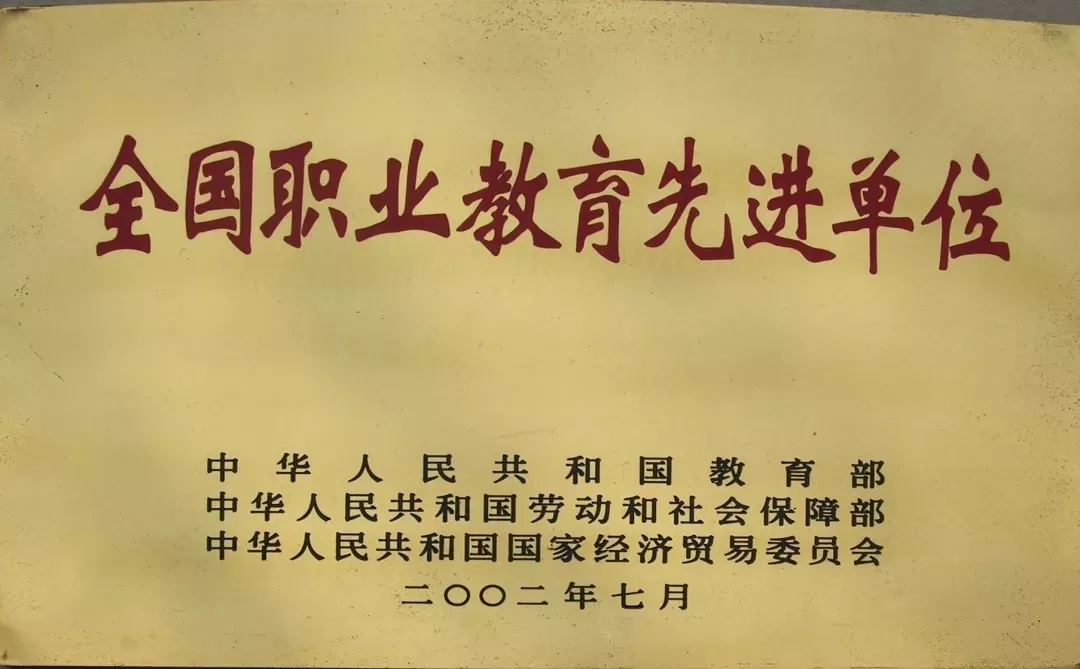 全国职业教育先进单位
中华人民共和国教育部
中华人民共和国劳动和社会保障部
中华人民共和国国家经济贸易委员会
二〇〇二年七月